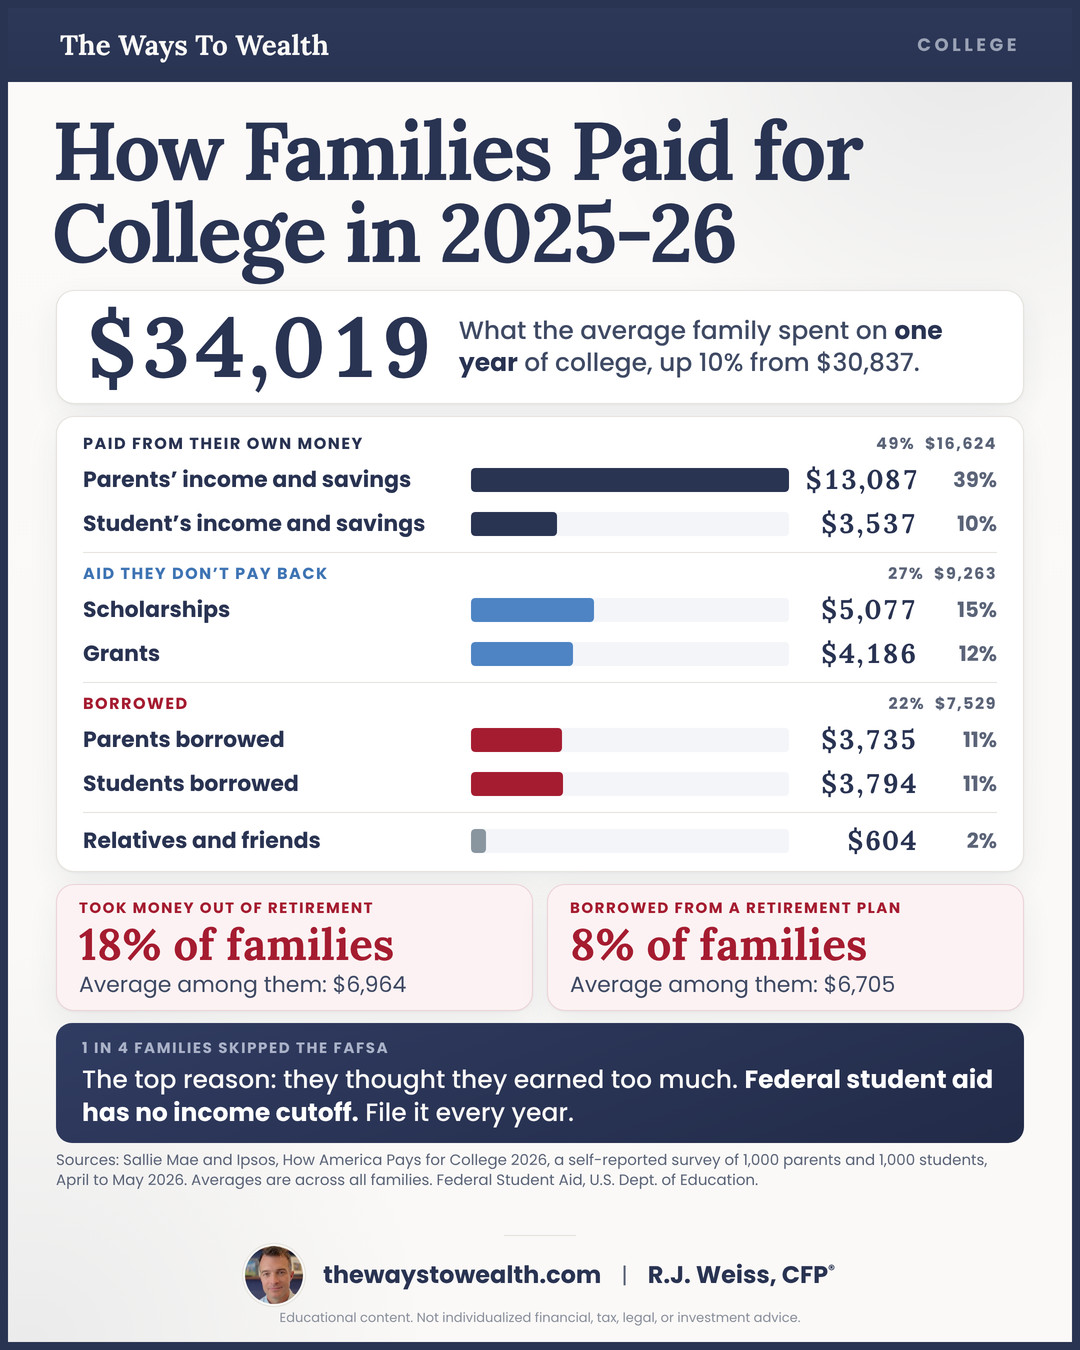 The Ways To Wealth
COLLEGE
How Families Paid for
College in 2025–26
$34,019
What the average family spent on one
year of college, up 10% from $30,837.
PAID FROM THEIR OWN MONEY 49% $16,624
Parents’ income and savings $13,087 39%
Student’s income and savings $3,537 10%
AID THEY DON’T PAY BACK 27% $9,263
Scholarships $5,077 15%
Grants $4,186 12%
BORROWED 22% $7,529
Parents borrowed $3,735 11%
Students borrowed $3,794 11%
Relatives and friends $604 2%
TOOK MONEY OUT OF RETIREMENT
18% of families
Average among them: $6,964
BORROWED FROM A RETIREMENT PLAN
8% of families
Average among them: $6,705
1 IN 4 FAMILIES SKIPPED THE FAFSA
The top reason: they thought they earned too much. Federal student aid
has no income cutoff. File it every year.
Sources: Sallie Mae and Ipsos, How America Pays for College 2026, a self-reported survey of 1,000 parents and 1,000 students,
April to May 2026. Averages are across all families. Federal Student Aid, U.S. Dept. of Education.
thewaystowealth.com | R.J. Weiss, CFP®
Educational content. Not individualized financial, tax, legal, or investment advice.